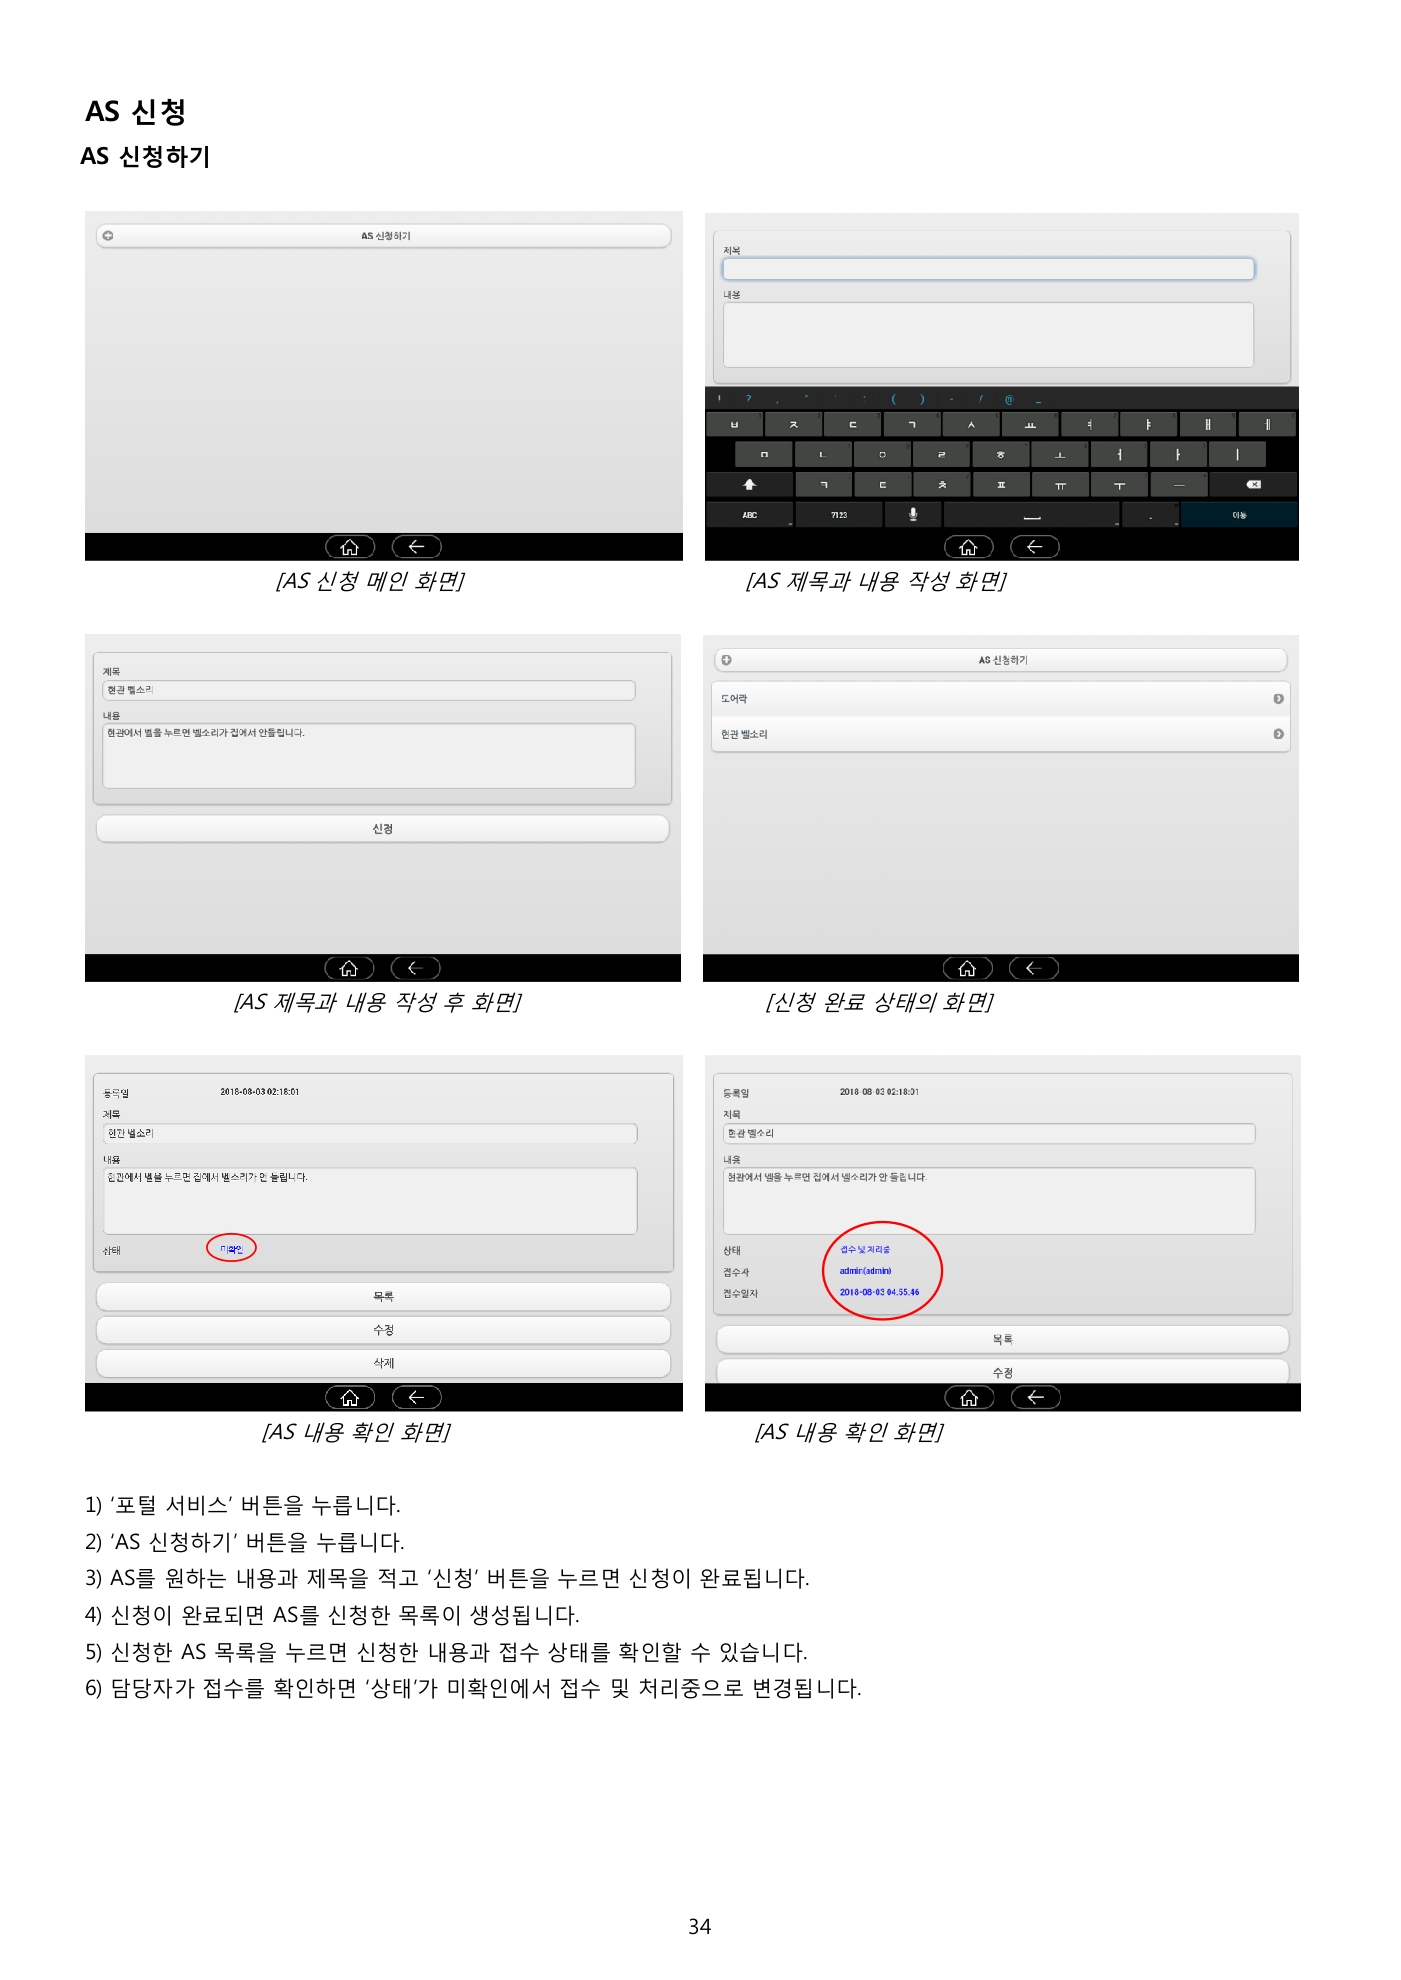 AS 신청
AS 신청하기
AS 신청하기
제목
내용
! ? , " ' : ( ) - / @ _
ㅂ ㅈ ㄷ ㄱ ㅅ ㅛ ㅕ ㅑ ㅐ ㅔ
ㅁ ㄴ ㅇ ㄹ ㅎ ㅗ ㅓ ㅏ ㅣ
ㅋ ㅌ ㅊ ㅍ ㅠ ㅜ ㅡ
ABC ?123 . 이동
[AS 신청 메인 화면]
[AS 제목과 내용 작성 화면]
제목
현관 벨소리
내용
현관에서 벨을 누르면 벨소리가 집에서 안들립니다.
신청
AS 신청하기
도어락
현관 벨소리
[AS 제목과 내용 작성 후 화면]
[신청 완료 상태의 화면]
등록일 2018-08-03 02:18:01
제목
현관 벨소리
내용
현관에서 벨을 누르면 집에서 벨소리가 안 들립니다.
상태 미확인
목록
수정
삭제
등록일 2018-08-03 02:18:01
제목
현관 벨소리
내용
현관에서 벨을 누르면 집에서 벨소리가 안 들립니다.
상태 접수 및 처리중
접수자 admin(admin)
접수일자 2018-08-03 04:55:46
목록
수정
[AS 내용 확인 화면]
[AS 내용 확인 화면]
1) ‘포털 서비스’ 버튼을 누릅니다.
2) ‘AS 신청하기’ 버튼을 누릅니다.
3) AS를 원하는 내용과 제목을 적고 ‘신청’ 버튼을 누르면 신청이 완료됩니다.
4) 신청이 완료되면 AS를 신청한 목록이 생성됩니다.
5) 신청한 AS 목록을 누르면 신청한 내용과 접수 상태를 확인할 수 있습니다.
6) 담당자가 접수를 확인하면 ‘상태’가 미확인에서 접수 및 처리중으로 변경됩니다.
34